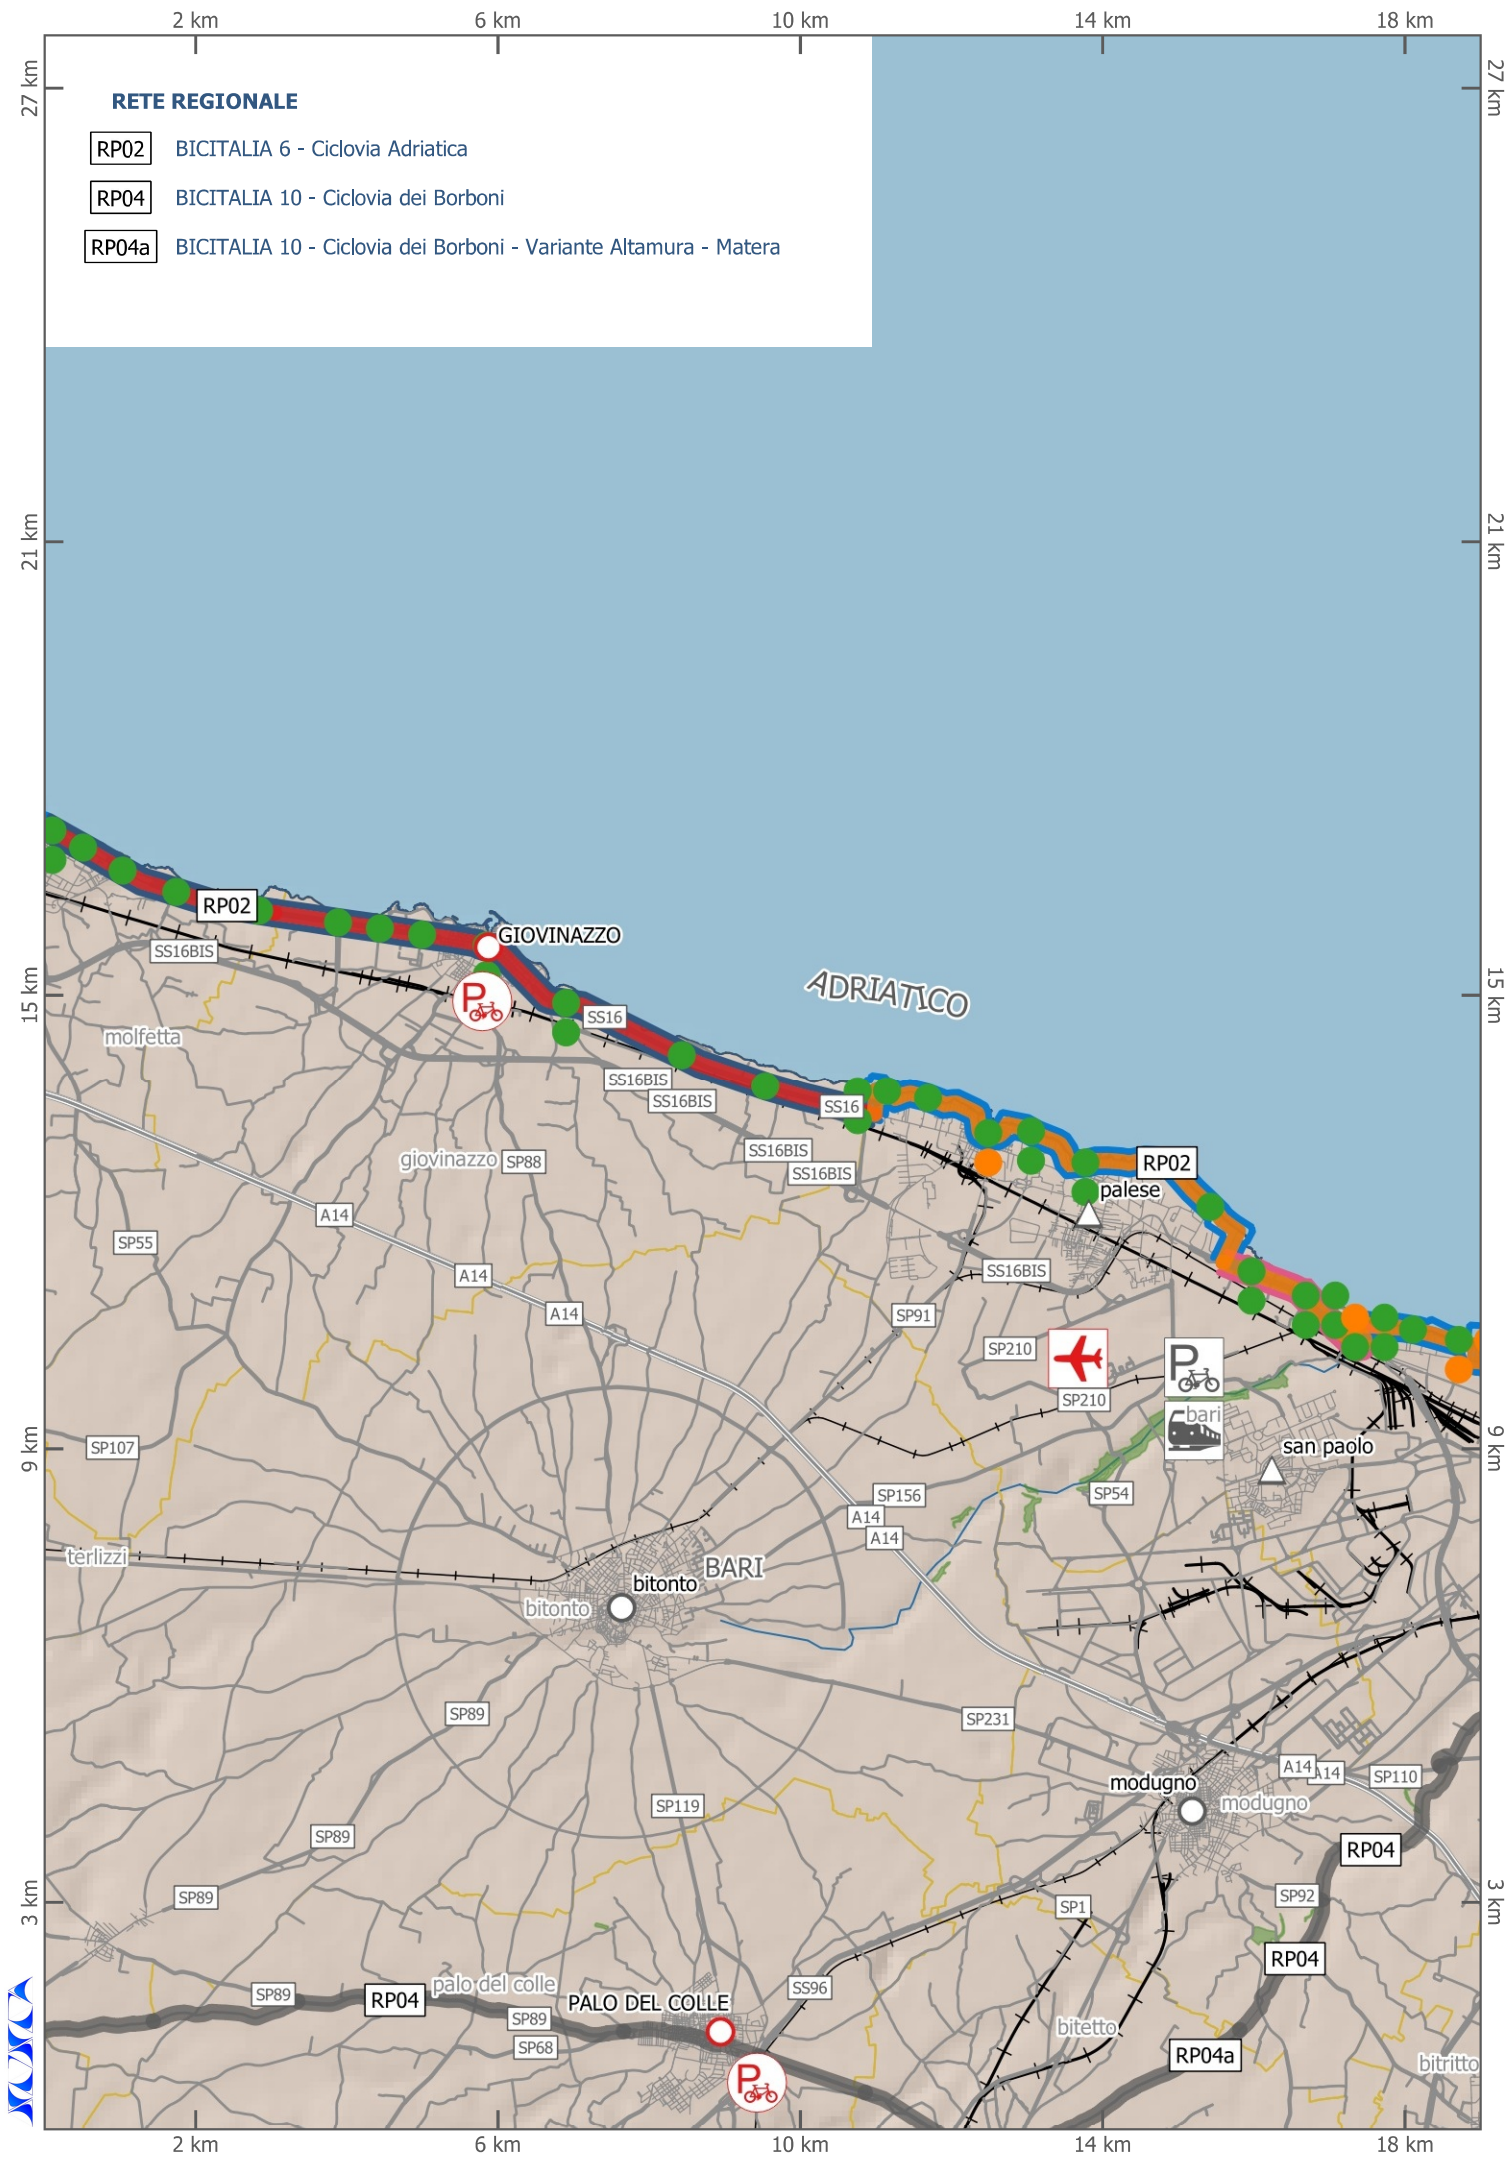 2 km
6 km
10 km
14 km
18 km
27 km
27 km
RETE REGIONALE
RP02 BICITALIA 6 - Ciclovia Adriatica
RP04 BICITALIA 10 - Ciclovia dei Borboni
RP04a BICITALIA 10 - Ciclovia dei Borboni - Variante Altamura - Matera
21 km
21 km
RP02
GIOVINAZZO
SS16BIS
15 km
15 km
ADRIATICO
P
SS16
molfetta
SS16BIS
SS16BIS
SS16
SS16BIS
giovinazzo
SP88
SS16BIS
RP02
palese
A14
SP55
A14
SS16BIS
A14
SP91
SP210
P
SP210
bari
9 km
SP107
san paolo
9 km
SP156
SP54
A14
A14
terlizzi
BARI
bitonto
bitonto
SP89
SP231
A14
A14
SP110
modugno
modugno
SP119
SP89
RP04
3 km
SP89
SP92
3 km
SP1
RP04
palo del colle
SS96
SP89
RP04
PALO DEL COLLE
SP89
SP68
bitetto
RP04a
bitritto
P
2 km
6 km
10 km
14 km
18 km